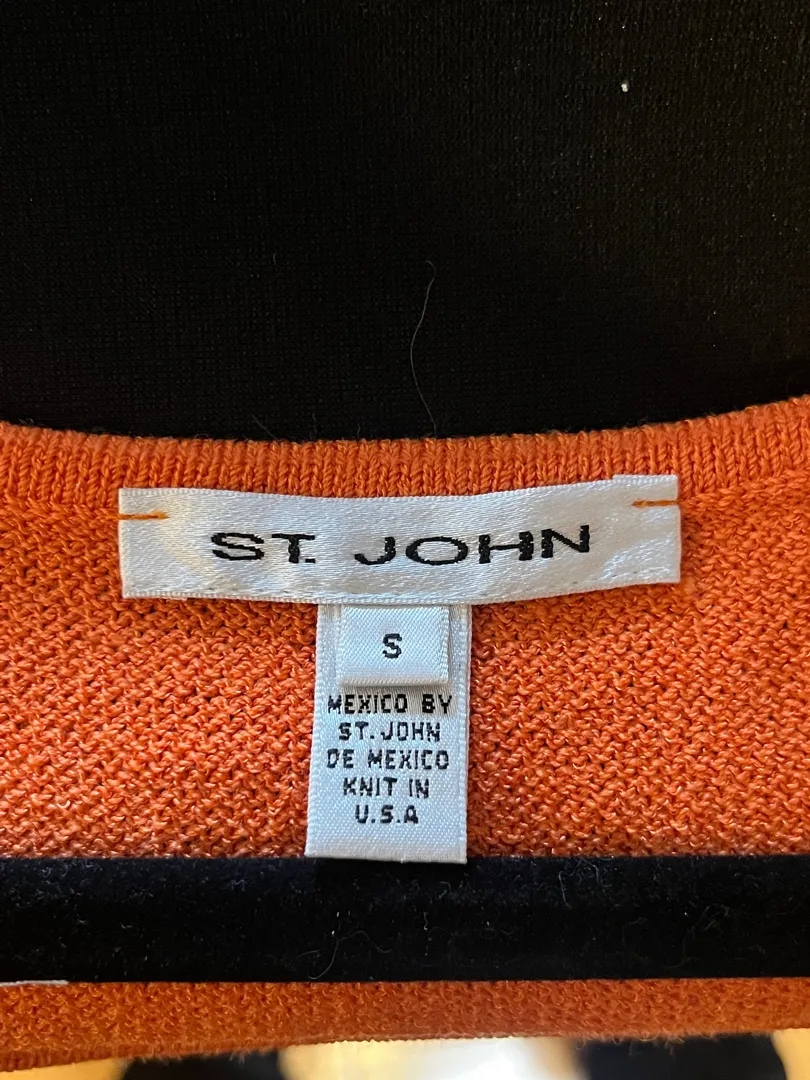 ST. JOHN
S
MEXICO BY
ST. JOHN
DE MEXICO
KNIT IN
U.S.A